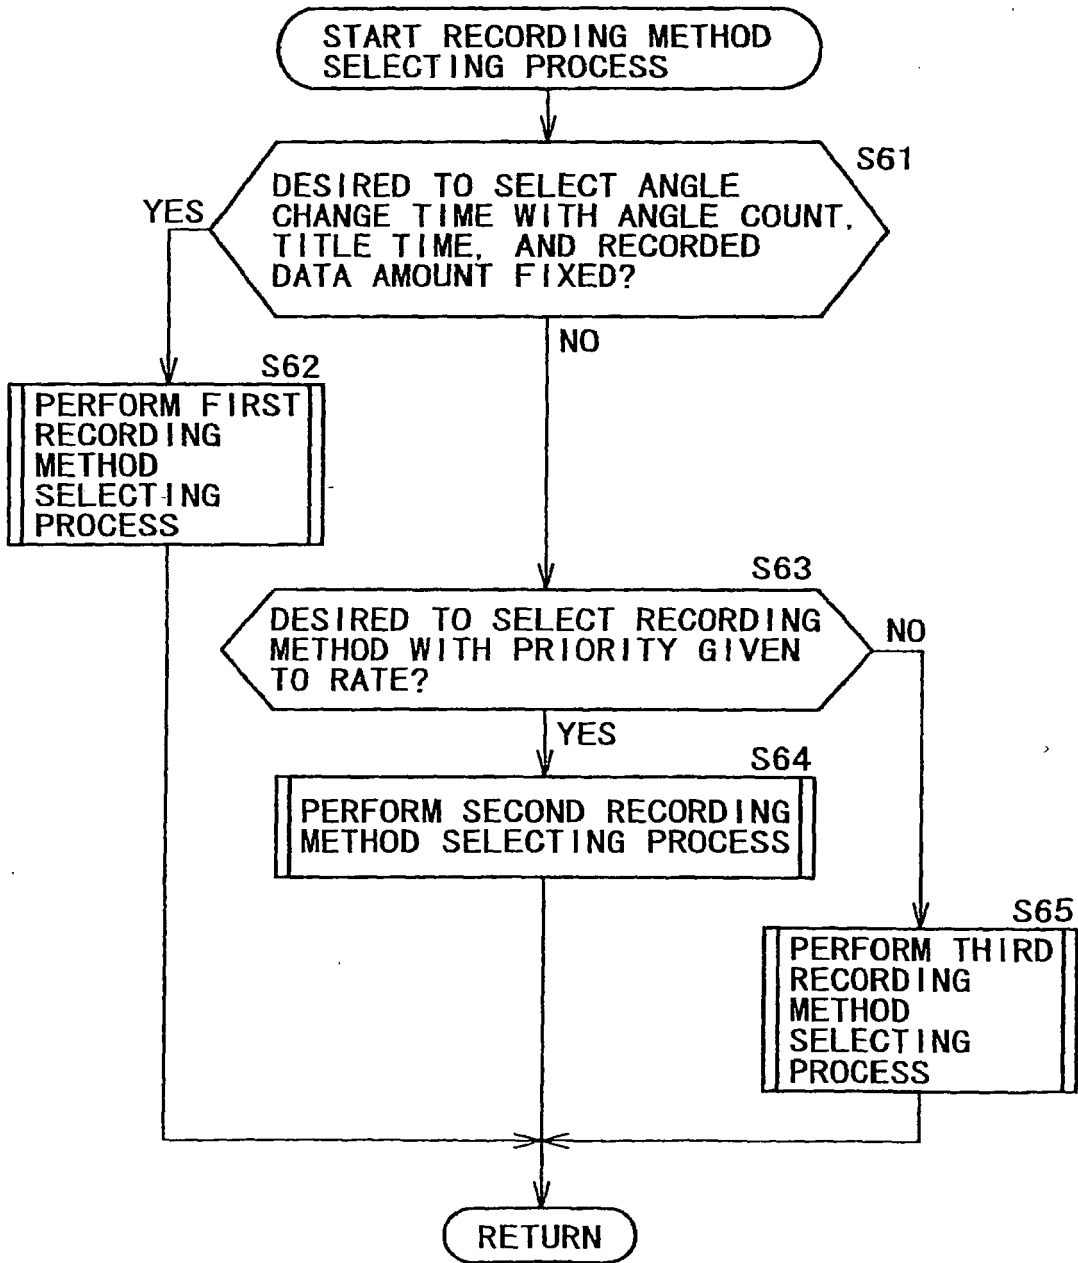 START RECORDING METHOD
SELECTING PROCESS
S61
DESIRED TO SELECT ANGLE
CHANGE TIME WITH ANGLE COUNT,
TITLE TIME, AND RECORDED
DATA AMOUNT FIXED?
YES
NO
S62
PERFORM FIRST
RECORDING
METHOD
SELECTING
PROCESS
S63
DESIRED TO SELECT RECORDING
METHOD WITH PRIORITY GIVEN
TO RATE?
NO
YES
S64
PERFORM SECOND RECORDING
METHOD SELECTING PROCESS
S65
PERFORM THIRD
RECORDING
METHOD
SELECTING
PROCESS
RETURN